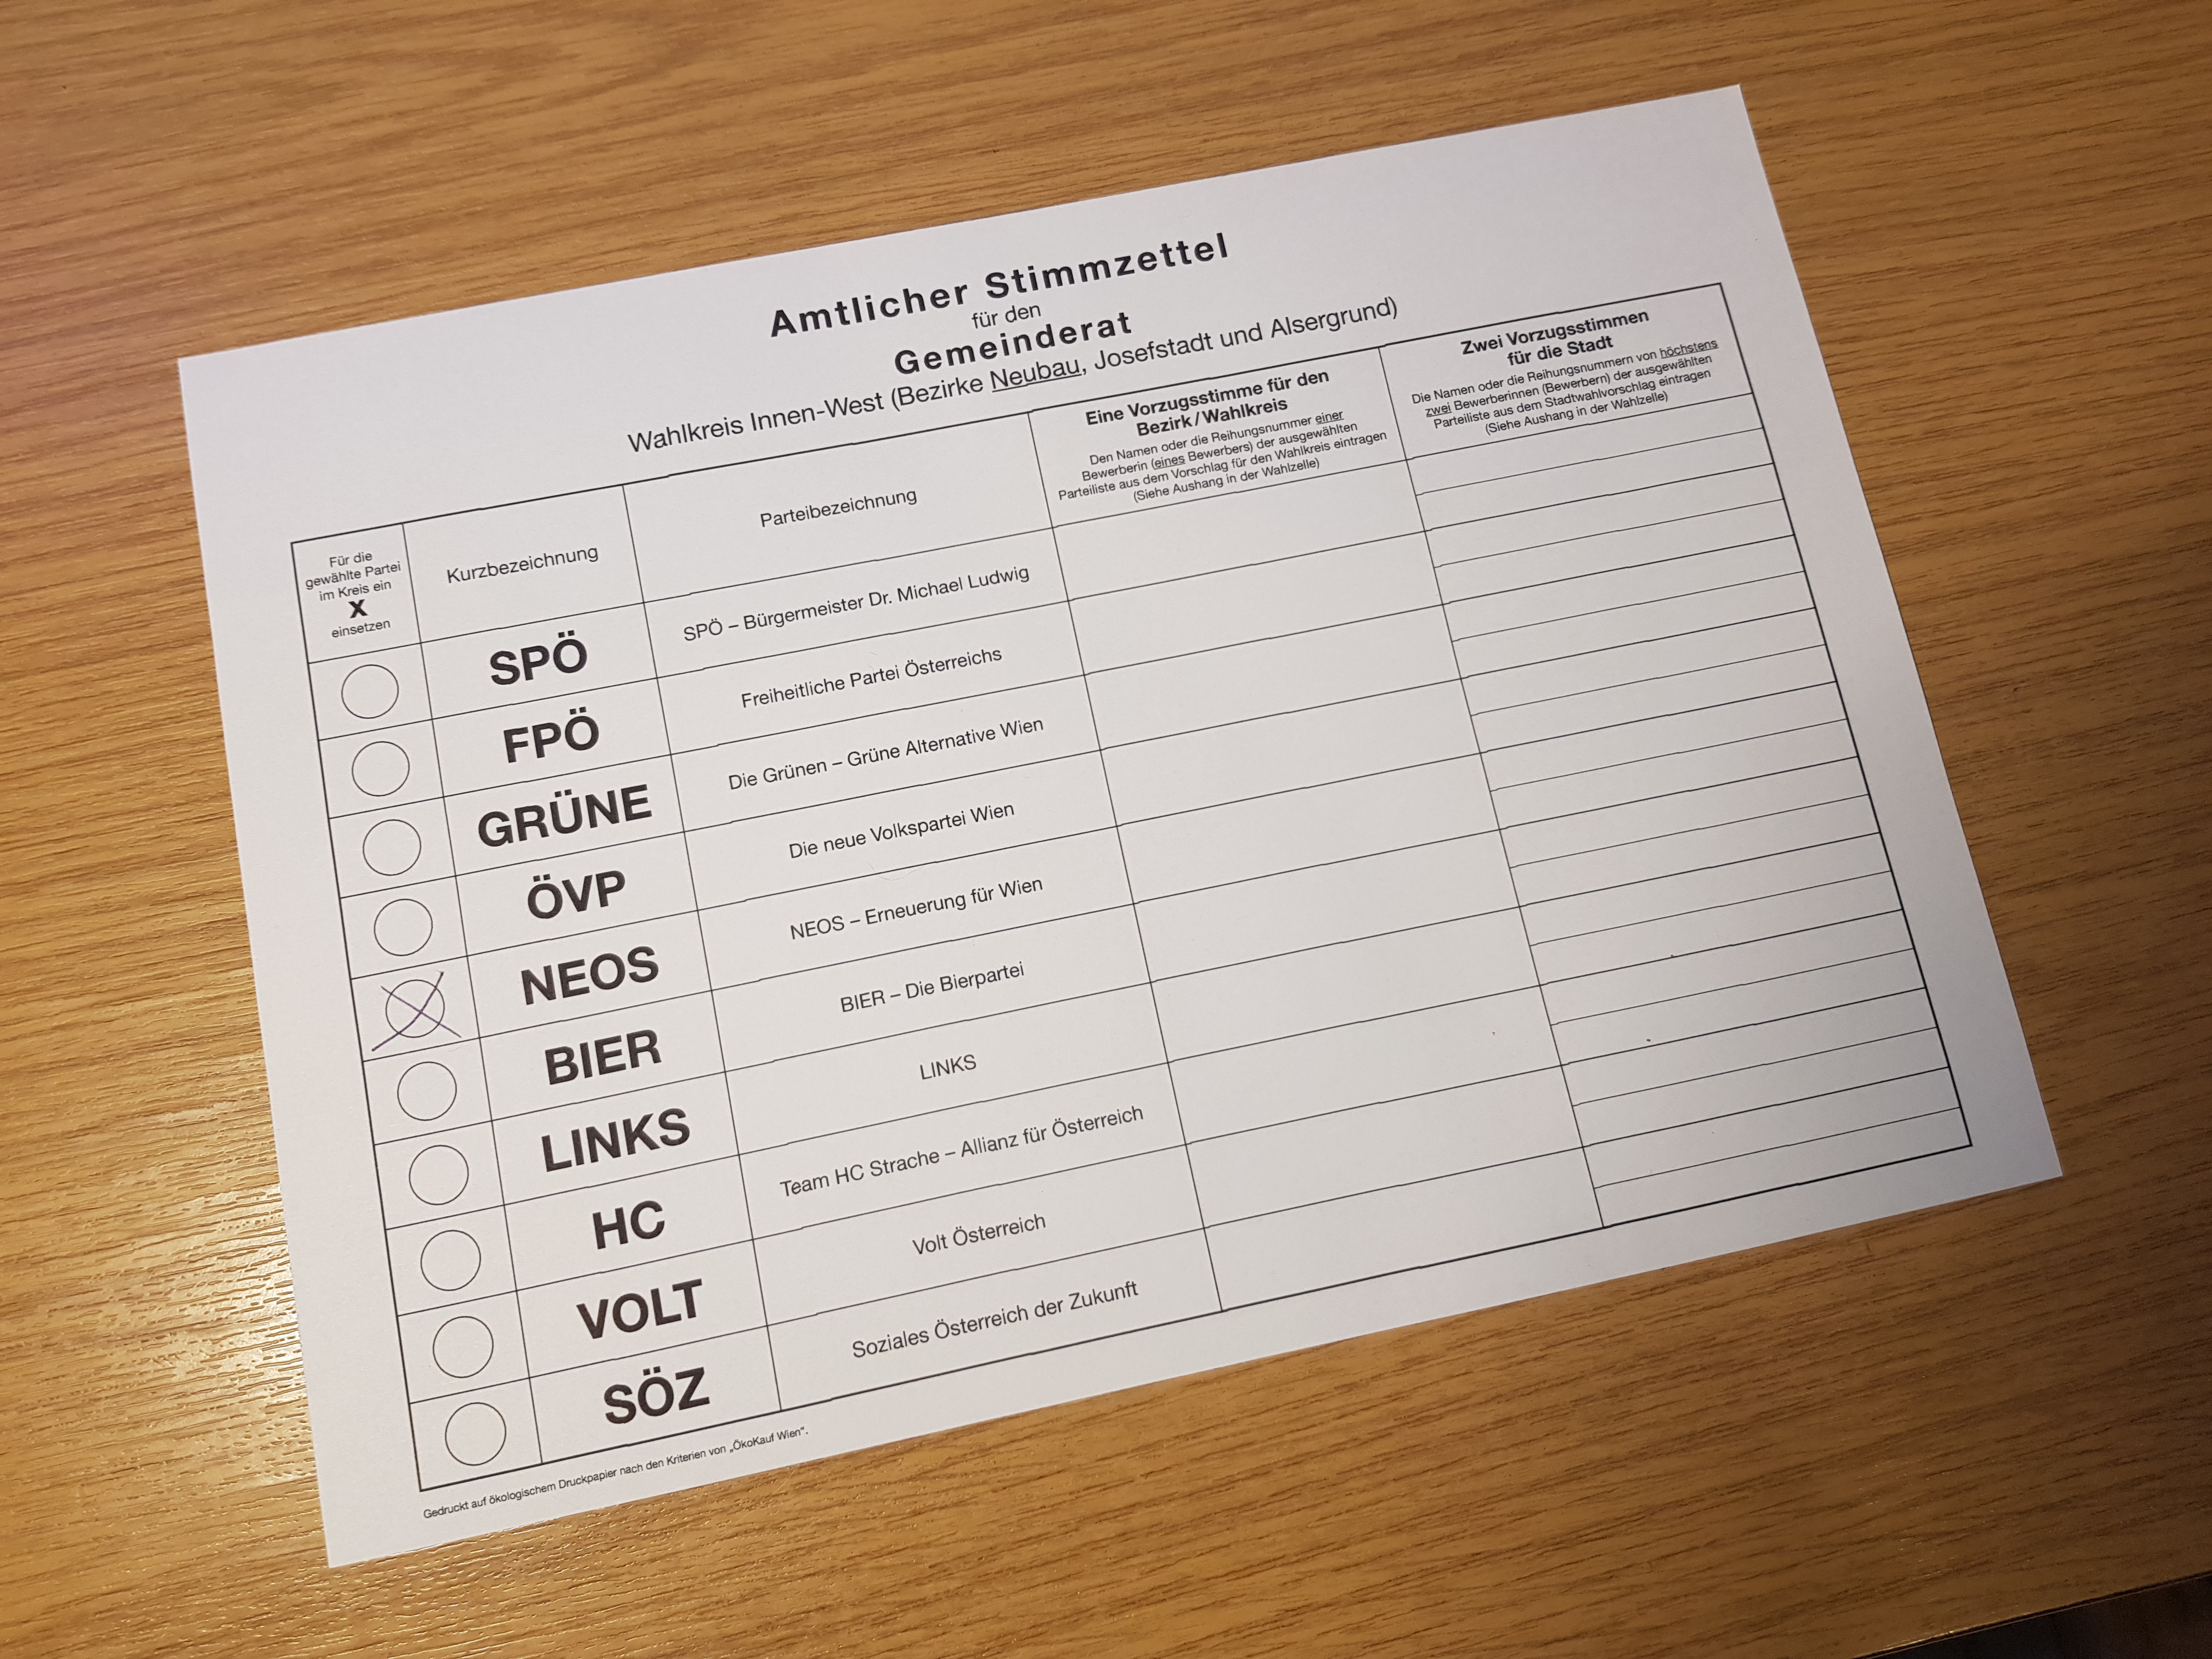 Amtlicher Stimmzettel
für den
Gemeinderat
Wahlkreis Innen-West (Bezirke Neubau, Josefstadt und Alsergrund)
Für die
gewählte Partei
im Kreis ein
X
einsetzen
Kurzbezeichnung
Parteibezeichnung
Eine Vorzugsstimme für den
Bezirk/Wahlkreis
Den Namen oder die Reihungsnummer einer
Bewerberin (eines Bewerbers) der ausgewählten
Parteiliste aus dem Vorschlag für den Wahlkreis eintragen
(Siehe Aushang in der Wahlzelle)
Zwei Vorzugsstimmen
für die Stadt
Die Namen oder die Reihungsnummern von höchstens
zwei Bewerberinnen (Bewerbern) der ausgewählten
Parteiliste aus dem Stadtwahlvorschlag eintragen
(Siehe Aushang in der Wahlzelle)
SPÖ SPÖ – Bürgermeister Dr. Michael Ludwig
FPÖ Freiheitliche Partei Österreichs
GRÜNE Die Grünen – Grüne Alternative Wien
ÖVP Die neue Volkspartei Wien
X NEOS NEOS – Erneuerung für Wien
BIER BIER – Die Bierpartei
LINKS LINKS
HC Team HC Strache – Allianz für Österreich
VOLT Volt Österreich
SÖZ Soziales Österreich der Zukunft
Gedruckt auf ökologischem Druckpapier nach den Kriterien von „ÖkoKauf Wien“.